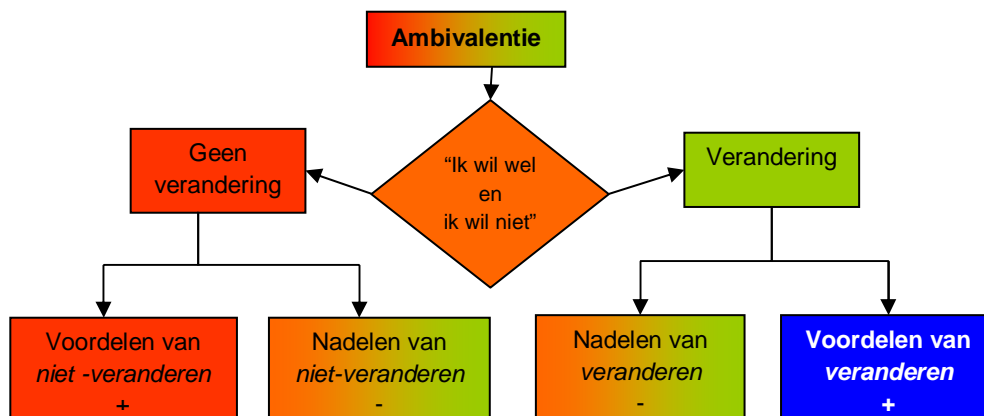 Ambivalentie
“Ik wil wel
en
ik wil niet”
Geen
verandering
Verandering
Voordelen van
niet -veranderen
+
Nadelen van
niet-veranderen
-
Nadelen van
veranderen
-
Voordelen van
veranderen
+